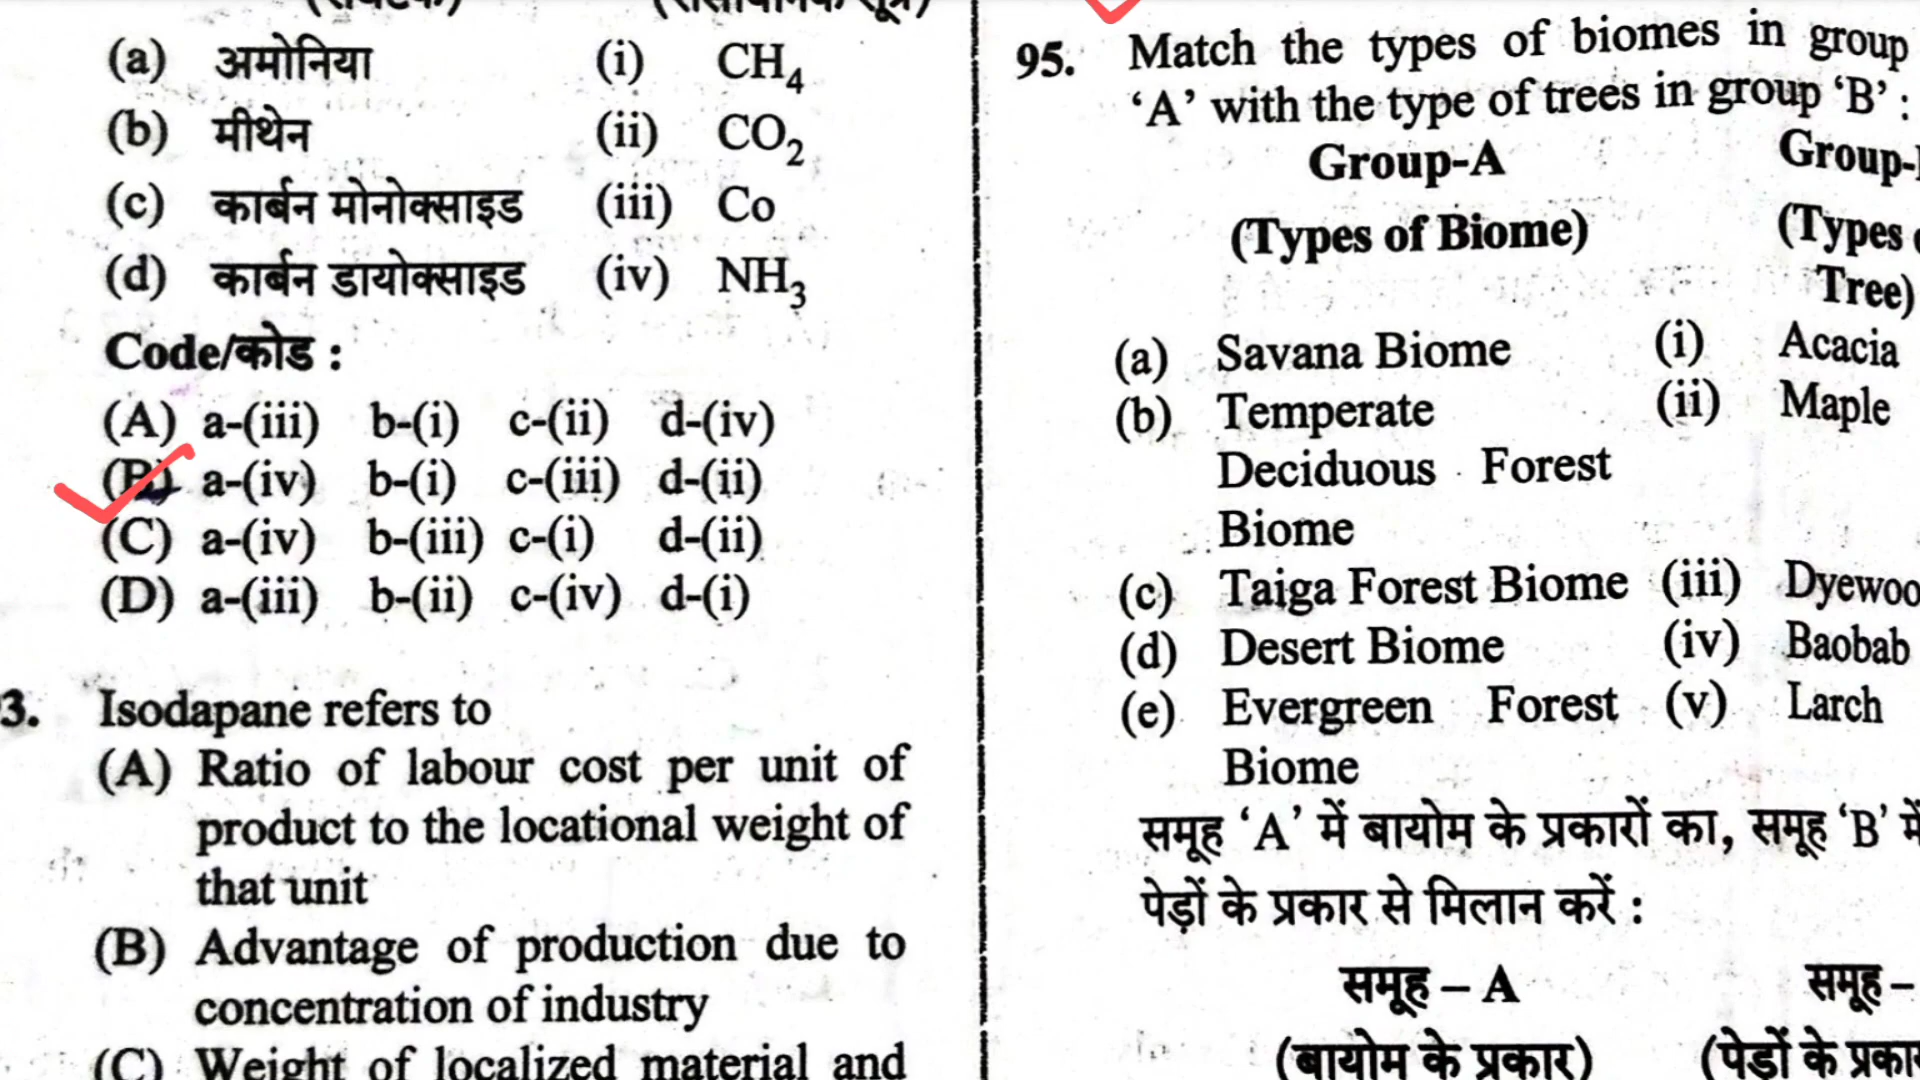 (a) अमोनिया (i) CH4
(b) मीथेन (ii) CO2
(c) कार्बन मोनोक्साइड (iii) Co
(d) कार्बन डायोक्साइड (iv) NH3
Code/कोड :
(A) a-(iii) b-(i) c-(ii) d-(iv)
(B) a-(iv) b-(i) c-(iii) d-(ii)
(C) a-(iv) b-(iii) c-(i) d-(ii)
(D) a-(iii) b-(ii) c-(iv) d-(i)
3. Isodapane refers to
(A) Ratio of labour cost per unit of
product to the locational weight of
that unit
(B) Advantage of production due to
concentration of industry
(C) Weight of localized material and
95. Match the types of biomes in group
‘A’ with the type of trees in group ‘B’ :
Group-A Group-
(Types of Biome) (Types
Tree)
(a) Savana Biome (i) Acacia
(b) Temperate (ii) Maple
Deciduous Forest
Biome
(c) Taiga Forest Biome (iii) Dyewoo
(d) Desert Biome (iv) Baobab
(e) Evergreen Forest (v) Larch
Biome
समूह ‘A’ में बायोम के प्रकारों का, समूह ‘B’ में
पेड़ों के प्रकार से मिलान करें :
समूह – A समूह –
(बायोम के प्रकार) (पेडों के प्रकार